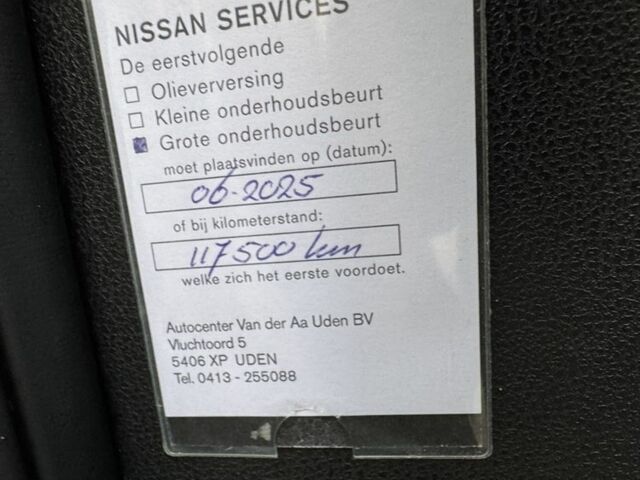 NISSAN SERVICES
De eerstvolgende
Olieverversing
Kleine onderhoudsbeurt
Grote onderhoudsbeurt
moet plaatsvinden op (datum):
06-2025
of bij kilometerstand:
117500 km
welke zich het eerste voordoet.
Autocenter Van der Aa Uden BV
Vluchtoord 5
5406 XP UDEN
Tel. 0413 - 255088